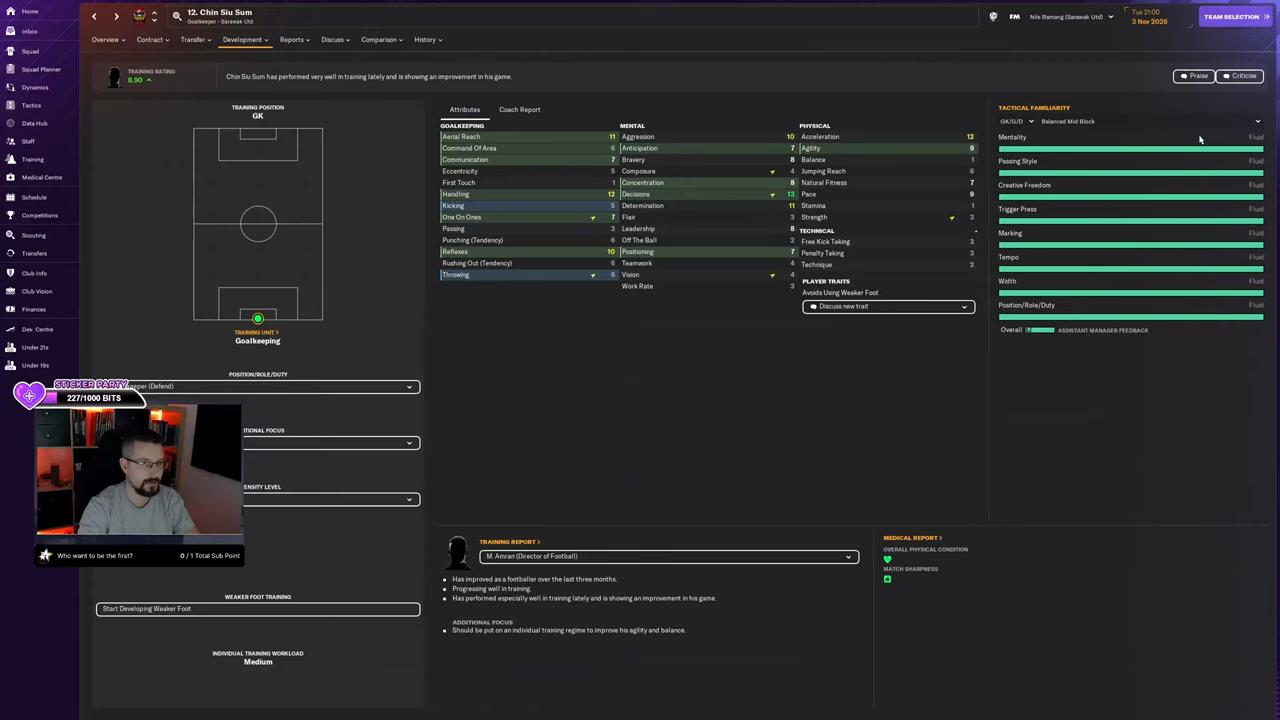 Home
Inbox
Squad
Squad Planner
Dynamics
Tactics
Data Hub
Staff
Training
Medical Centre
Schedule
Competitions
Scouting
Transfers
Club Info
Club Vision
Finances
Dev. Centre
Under 21s
Under 19s
12. Chin Siu Sum
Goalkeeper - Sarawak Utd
FM
Nils Ramang (Sarawak Utd)
Tue 21:00
3 Nov 2026
TEAM SELECTION
Overview
Contract
Transfer
Development
Reports
Discuss
Comparison
History
TRAINING RATING
8.90
Chin Siu Sum has performed very well in training lately and is showing an improvement in his game.
Praise
Criticise
TRAINING POSITION
GK
TRAINING UNIT >
Goalkeeping
POSITION/ROLE/DUTY
eeper (Defend)
ITIONAL FOCUS
ENSITY LEVEL
WEAKER FOOT TRAINING
Start Developing Weaker Foot
INDIVIDUAL TRAINING WORKLOAD
Medium
STICKER PARTY
227/1000 BITS
Who want to be the first?
0 / 1 Total Sub Point
Attributes
Coach Report
GOALKEEPING
Aerial Reach 11
Command Of Area 6
Communication 7
Eccentricity 5
First Touch 1
Handling 12
Kicking 5
One On Ones 7
Passing 3
Punching (Tendency) 6
Reflexes 10
Rushing Out (Tendency) 6
Throwing 6
MENTAL
Aggression 10
Anticipation 7
Bravery 8
Composure 4
Concentration 8
Decisions 13
Determination 11
Flair 3
Leadership 8
Off The Ball 2
Positioning 7
Teamwork 4
Vision 4
Work Rate 3
PHYSICAL
Acceleration 12
Agility 9
Balance 1
Jumping Reach 6
Natural Fitness 7
Pace 9
Stamina 1
Strength 3
TECHNICAL
Free Kick Taking 3
Penalty Taking 3
Technique 2
PLAYER TRAITS
Avoids Using Weaker Foot
Discuss new trait
TACTICAL FAMILIARITY
GK/G/D
Balanced Mid Block
Mentality Fluid
Passing Style Fluid
Creative Freedom Fluid
Trigger Press Fluid
Marking Fluid
Tempo Fluid
Width Fluid
Position/Role/Duty Fluid
Overall
ASSISTANT MANAGER FEEDBACK
TRAINING REPORT >
M. Amran (Director of Football)
Has improved as a footballer over the last three months.
Progressing well in training.
Has performed especially well in training lately and is showing an improvement in his game.
ADDITIONAL FOCUS
Should be put on an individual training regime to improve his agility and balance.
MEDICAL REPORT >
OVERALL PHYSICAL CONDITION
MATCH SHARPNESS